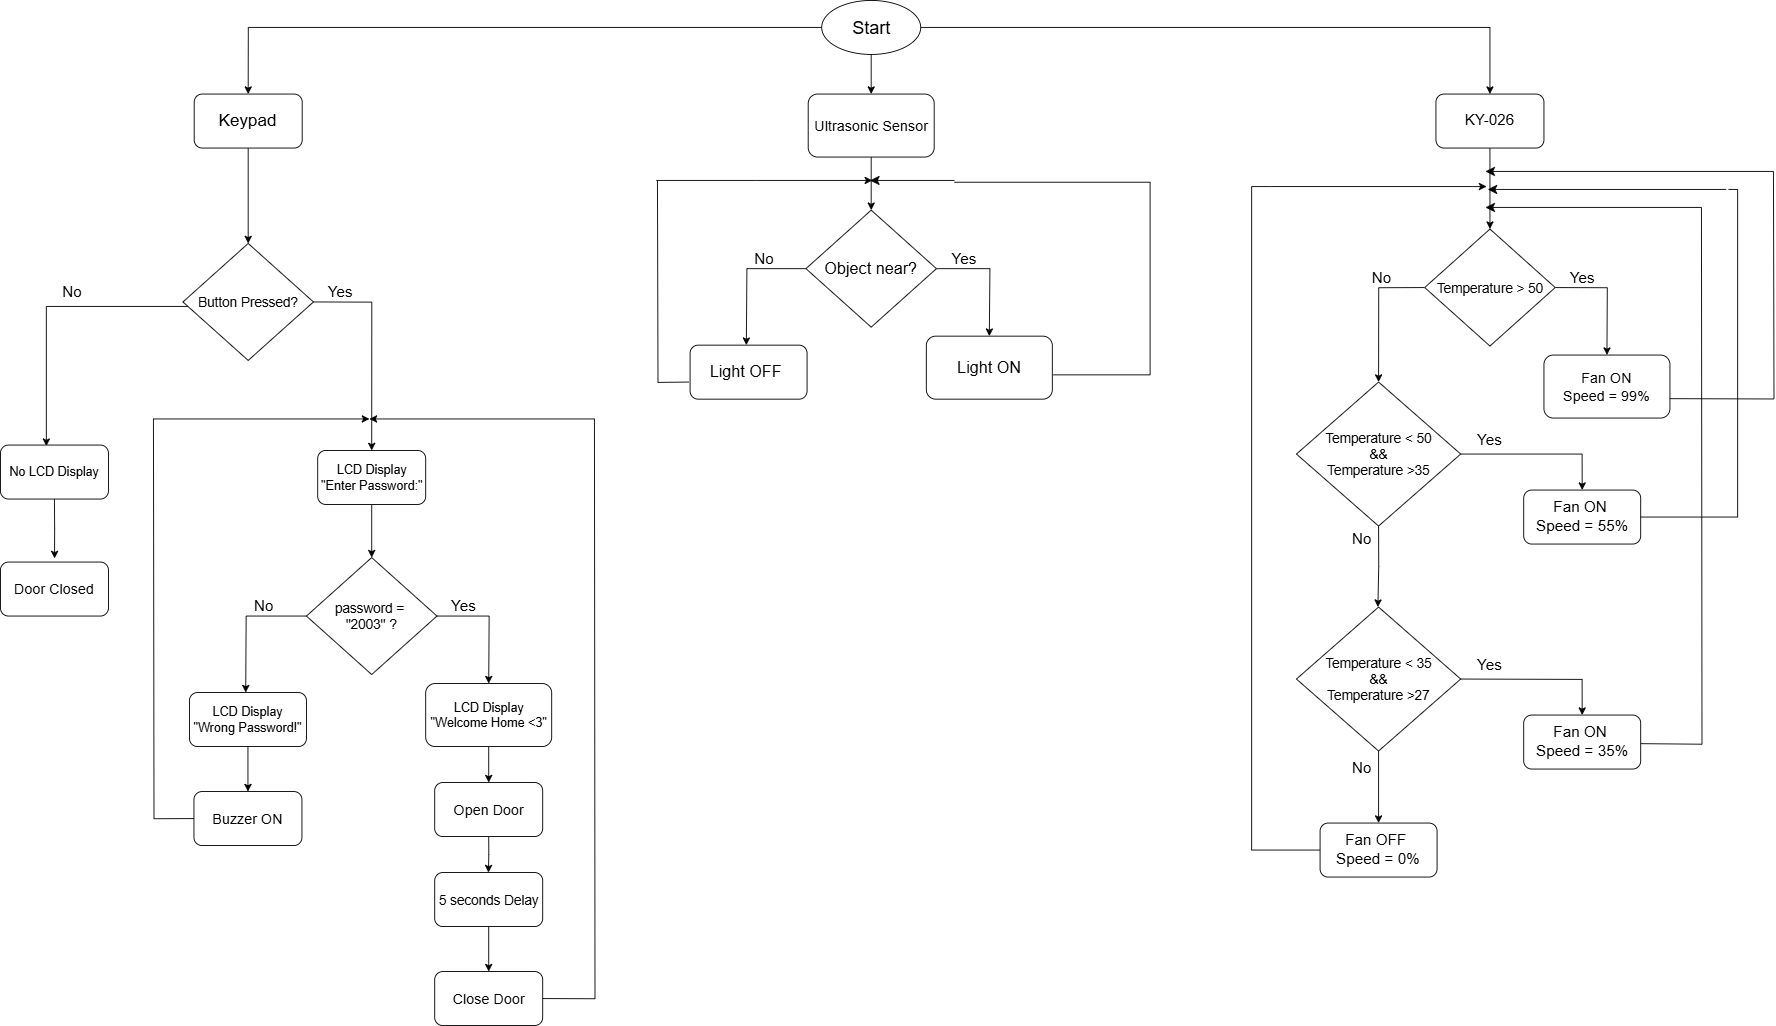 Start
Keypad
Button Pressed?
No
Yes
No LCD Display
Door Closed
LCD Display
"Enter Password:"
password =
"2003" ?
No
Yes
LCD Display
"Wrong Password!"
Buzzer ON
LCD Display
"Welcome Home <3"
Open Door
5 seconds Delay
Close Door
Ultrasonic Sensor
Object near?
No
Yes
Light OFF
Light ON
KY-026
Temperature > 50
No
Yes
Fan ON
Speed = 99%
Temperature < 50
&&
Temperature >35
Yes
Fan ON
Speed = 55%
No
Temperature < 35
&&
Temperature >27
Yes
Fan ON
Speed = 35%
No
Fan OFF
Speed = 0%